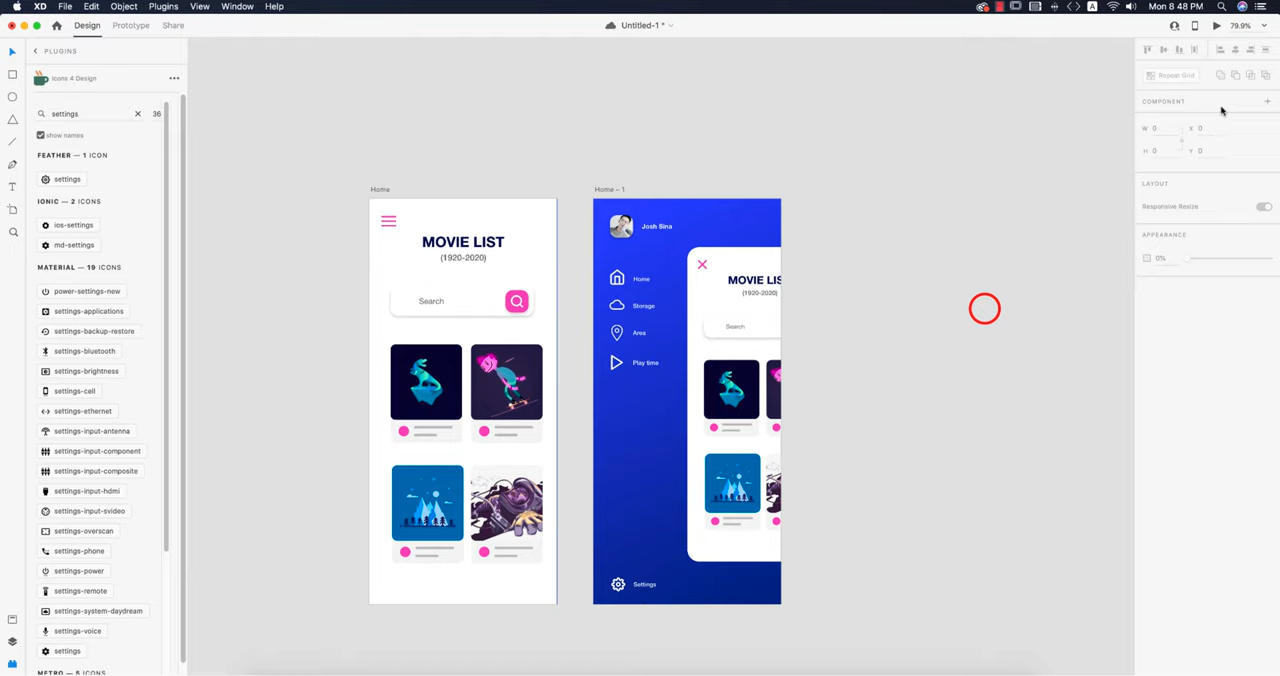 XD File Edit Object Plugins View Window Help
A Mon 8 48 PM
Design Prototype Share
Untitled-1 *
79.9%
PLUGINS
Icons 4 Design
settings 36
show names
FEATHER — 1 ICON
settings
IONIC — 2 ICONS
ios-settings
md-settings
MATERIAL — 19 ICONS
power-settings-new
settings-applications
settings-backup-restore
settings-bluetooth
settings-brightness
settings-cell
settings-ethernet
settings-input-antenna
settings-input-component
settings-input-composite
settings-input-hdmi
settings-input-svideo
settings-overscan
settings-phone
settings-power
settings-remote
settings-system-daydream
settings-voice
settings
METRO — 5 ICONS
Home
MOVIE LIST
(1920-2020)
Search
Home – 1
Josh Sina
Home
Storage
Area
Play time
Settings
MOVIE LIS
(1920-2020)
Search
Repeat Grid
COMPONENT
W 0 X 0
H 0 Y 0
LAYOUT
Responsive Resize
APPEARANCE
0%